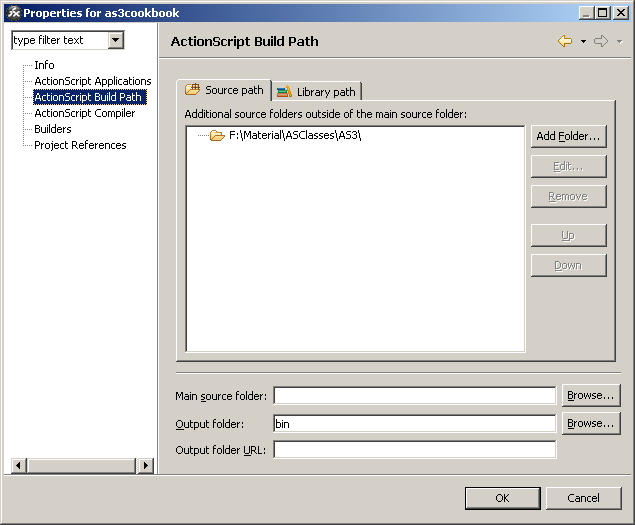 Properties for as3cookbook
type filter text
Info
ActionScript Applications
ActionScript Build Path
ActionScript Compiler
Builders
Project References
ActionScript Build Path
Source path
Library path
Additional source folders outside of the main source folder:
F:\Material\ASClasses\AS3\
Add Folder...
Edit...
Remove
Up
Down
Main source folder:
Browse...
Output folder:
bin
Browse...
Output folder URL:
OK
Cancel